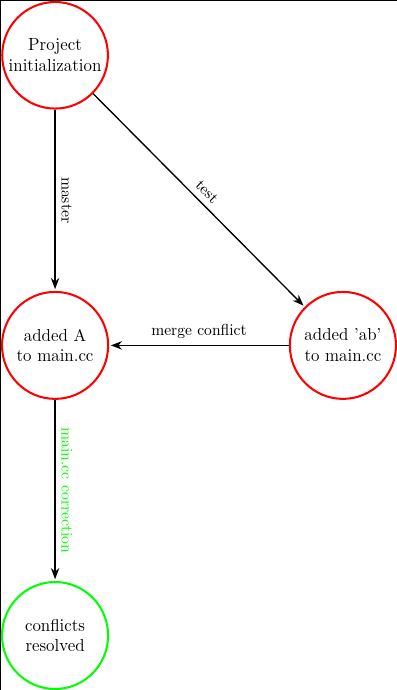 Project
initialization
master
test
added A
to main.cc
merge conflict
added 'ab'
to main.cc
main.cc correction
conflicts
resolved